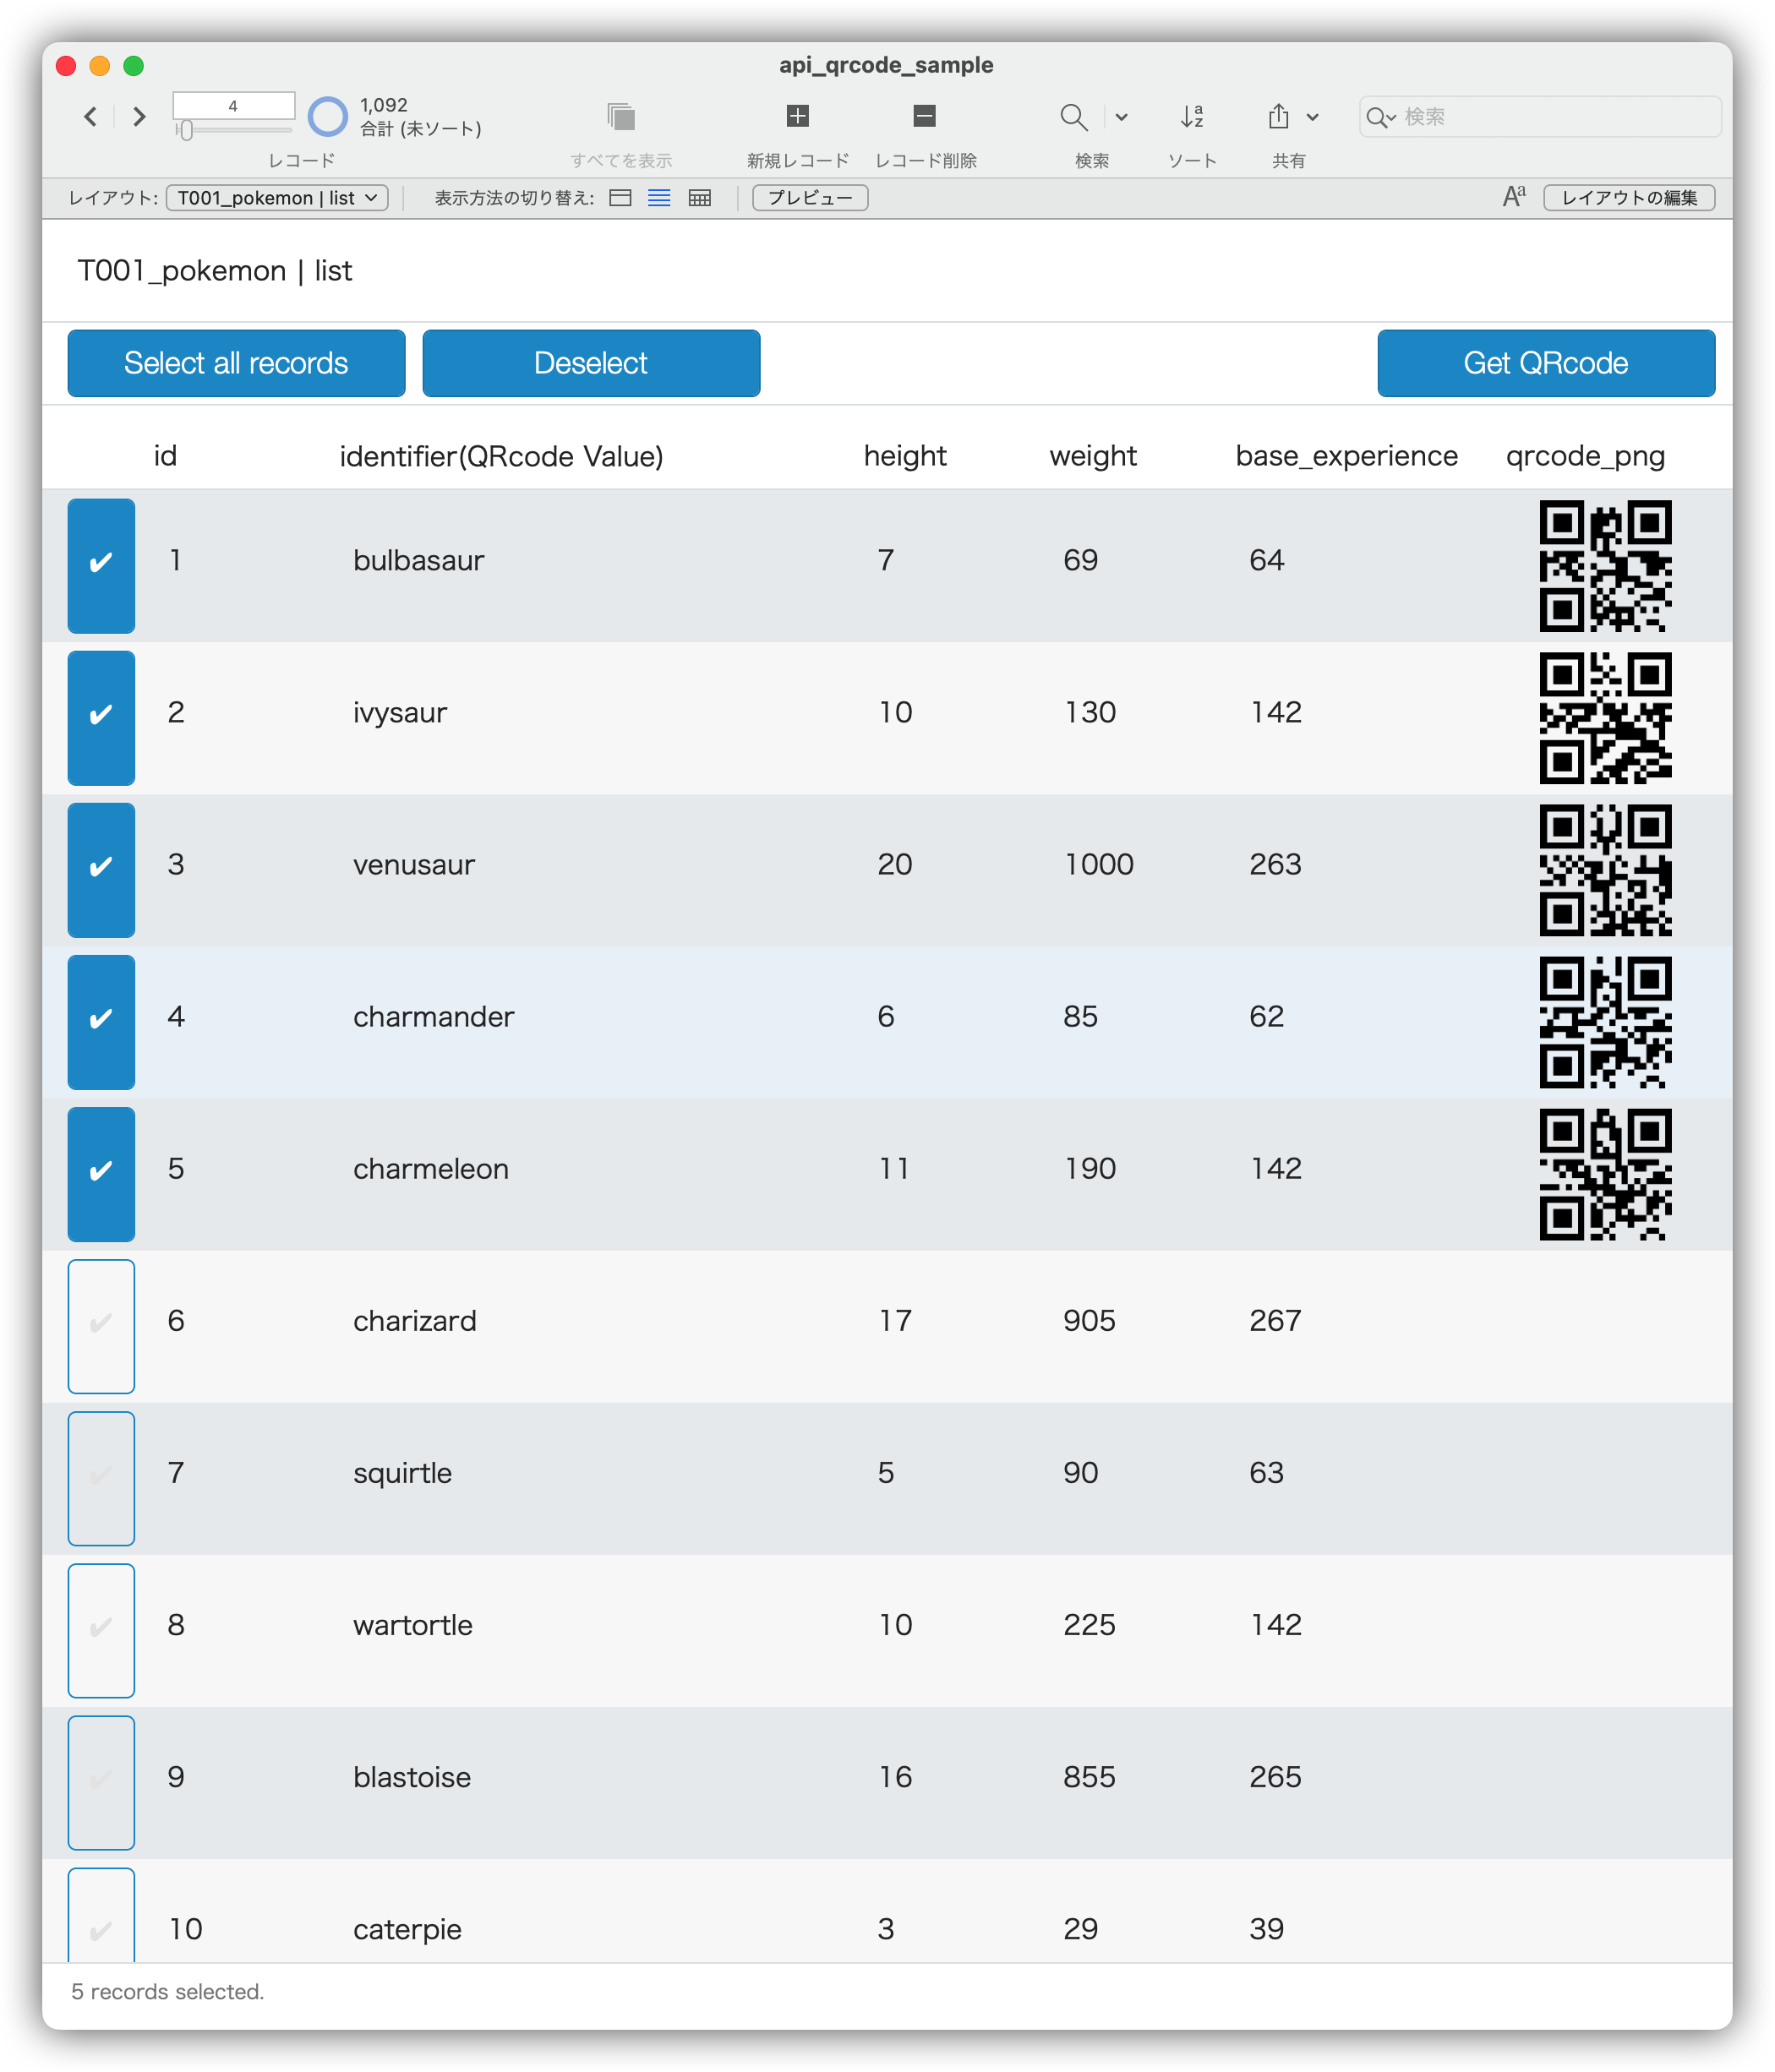 api_qrcode_sample
4
1,092
合計 (未ソート)
レコード
すべてを表示
新規レコード
レコード削除
検索
ソート
共有
検索
レイアウト: T001_pokemon | list
表示方法の切り替え:
プレビュー
Aa
レイアウトの編集
T001_pokemon | list
Select all records
Deselect
Get QRcode
id identifier(QRcode Value) height weight base_experience qrcode_png
✔ 1 bulbasaur 7 69 64
✔ 2 ivysaur 10 130 142
✔ 3 venusaur 20 1000 263
✔ 4 charmander 6 85 62
✔ 5 charmeleon 11 190 142
✔ 6 charizard 17 905 267
✔ 7 squirtle 5 90 63
✔ 8 wartortle 10 225 142
✔ 9 blastoise 16 855 265
✔ 10 caterpie 3 29 39
5 records selected.